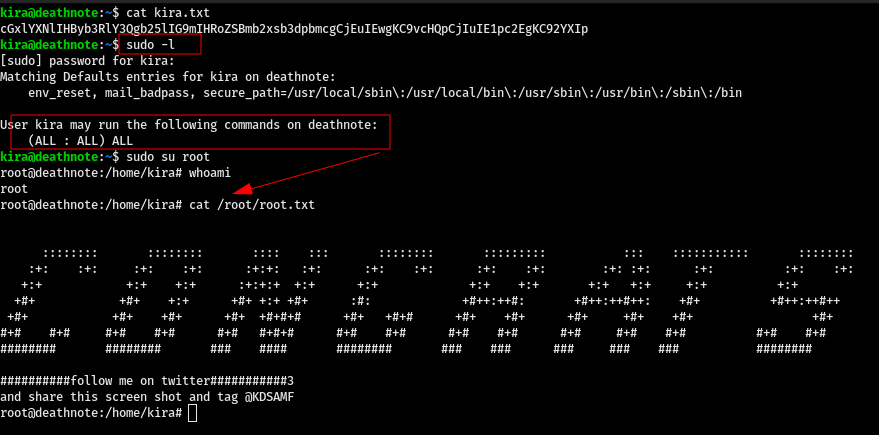 kira@deathnote:~$ cat kira.txt
cGxlYXNlIHByb3RlY3Qgb25lIG9mIHRoZSBmb2xsb3dpbmcgCjEuIEwgKC9vcHQpCjIuIE1pc2EgKC92YXIp
kira@deathnote:~$ sudo -l
[sudo] password for kira:
Matching Defaults entries for kira on deathnote:
    env_reset, mail_badpass, secure_path=/usr/local/sbin\:/usr/local/bin\:/usr/sbin\:/usr/bin\:/sbin\:/bin
User kira may run the following commands on deathnote:
    (ALL : ALL) ALL
kira@deathnote:~$ sudo su root
root@deathnote:/home/kira# whoami
root
root@deathnote:/home/kira# cat /root/root.txt
      ::::::::       ::::::::       ::::    :::       ::::::::       :::::::::           :::    :::::::::::       ::::::::
    :+:    :+:     :+:    :+:      :+:+:   :+:      :+:    :+:      :+:    :+:        :+: :+:      :+:          :+:    :+:
   +:+            +:+    +:+      :+:+:+  +:+      +:+             +:+    +:+       +:+   +:+     +:+          +:+
  +#+            +#+    +:+      +#+ +:+ +#+      :#:             +#++:++#:       +#++:++#++:    +#+          +#++:++#++
 +#+            +#+    +#+      +#+  +#+#+#      +#+   +#+#      +#+    +#+      +#+     +#+    +#+                 +#+
#+#    #+#     #+#    #+#      #+#   #+#+#      #+#    #+#      #+#    #+#      #+#     #+#    #+#          #+#    #+#
########       ########       ###    ####       ########       ###    ###      ###     ###    ###           ########
##########follow me on twitter###########3
and share this screen shot and tag @KDSAMF
root@deathnote:/home/kira#